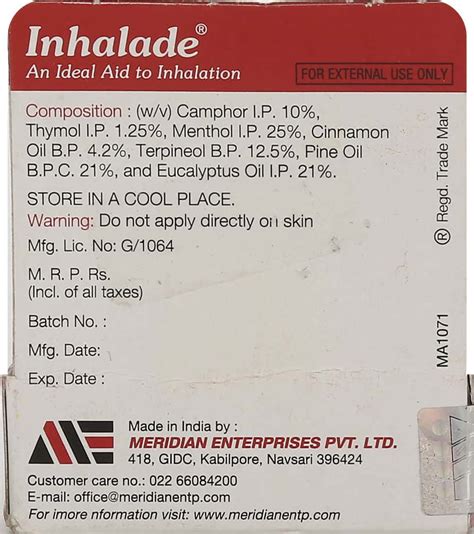 Inhalade®
An Ideal Aid to Inhalation
FOR EXTERNAL USE ONLY
Composition : (w/v) Camphor I.P. 10%,
Thymol I.P. 1.25%, Menthol I.P. 25%, Cinnamon
Oil B.P. 4.2%, Terpineol B.P. 12.5%, Pine Oil
B.P.C. 21%, and Eucalyptus Oil I.P. 21%.
STORE IN A COOL PLACE.
Warning: Do not apply directly on skin
Mfg. Lic. No: G/1064
M. R. P. Rs.
(Incl. of all taxes)
Batch No. :
Mfg. Date:
Exp. Date :
® Regd. Trade Mark
MA1071
ME
Made in India by :
MERIDIAN ENTERPRISES PVT. LTD.
418, GIDC, Kabilpore, Navsari 396424
Customer care no.: 022 66084200
E-mail: office@meridianentp.com
For more nformation visit: www.meridianentp.com